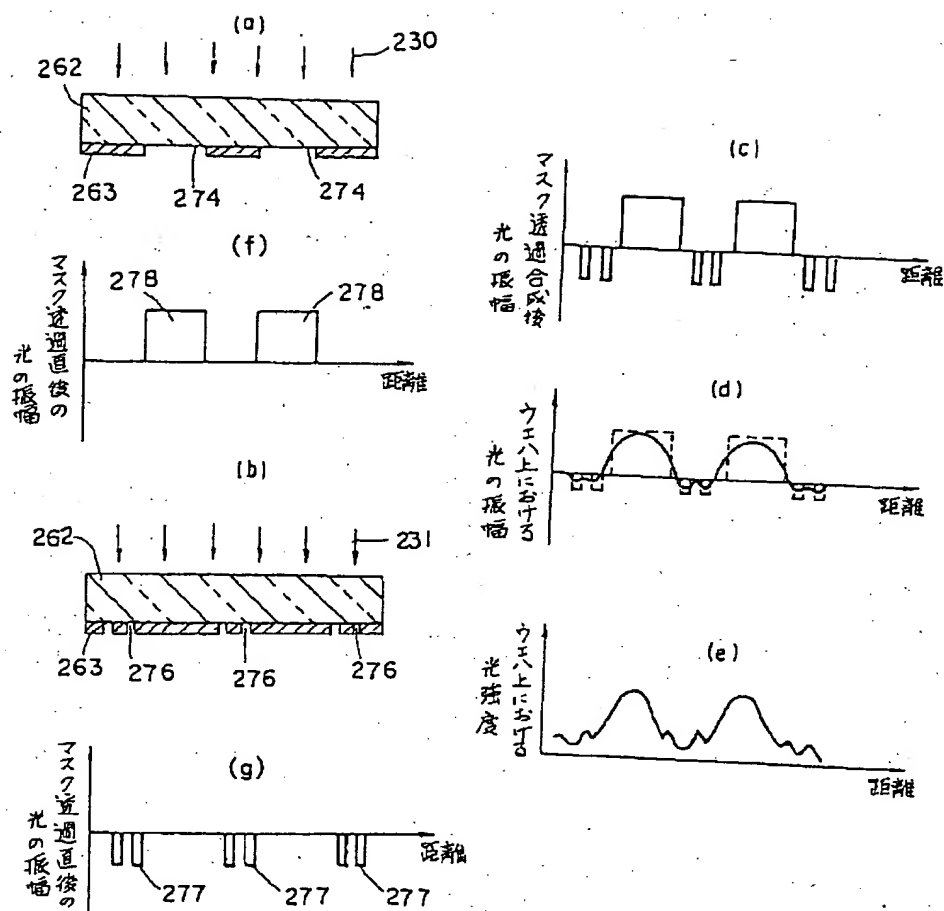 (a)
230
262
263
274
274
(f)
マスク透過直後の
光の振幅
278
278
距離
(b)
262
231
263
276
276
276
(g)
マスク透過直後の
光の振幅
距離
277
277
277
(c)
マスク透過合成後
光の振幅
距離
(d)
ウエハ上における
光の振幅
距離
(e)
ウエハ上における
光強度
距離